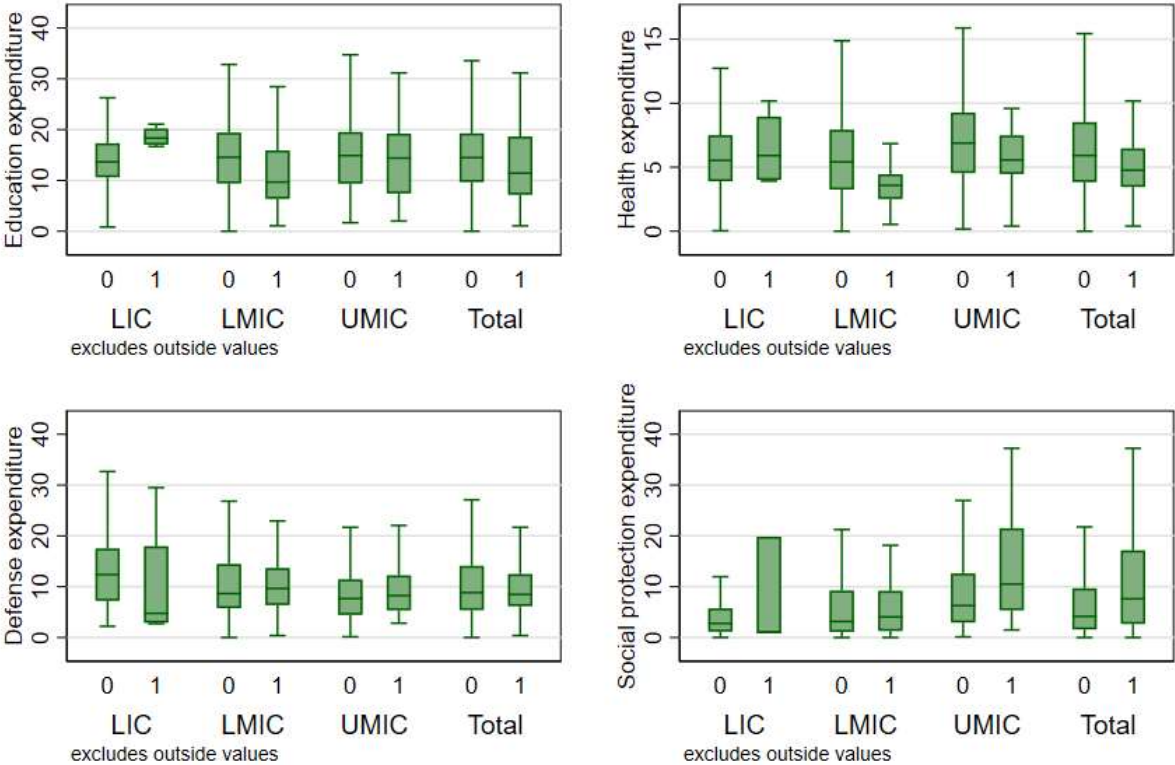 Education expenditure
40
30
20
10
0
0 1 0 1 0 1 0 1
LIC LMIC UMIC Total
excludes outside values
Health expenditure
15
10
5
0
0 1 0 1 0 1 0 1
LIC LMIC UMIC Total
excludes outside values
Defense expenditure
40
30
20
10
0
0 1 0 1 0 1 0 1
LIC LMIC UMIC Total
excludes outside values
Social protection expenditure
40
30
20
10
0
0 1 0 1 0 1 0 1
LIC LMIC UMIC Total
excludes outside values